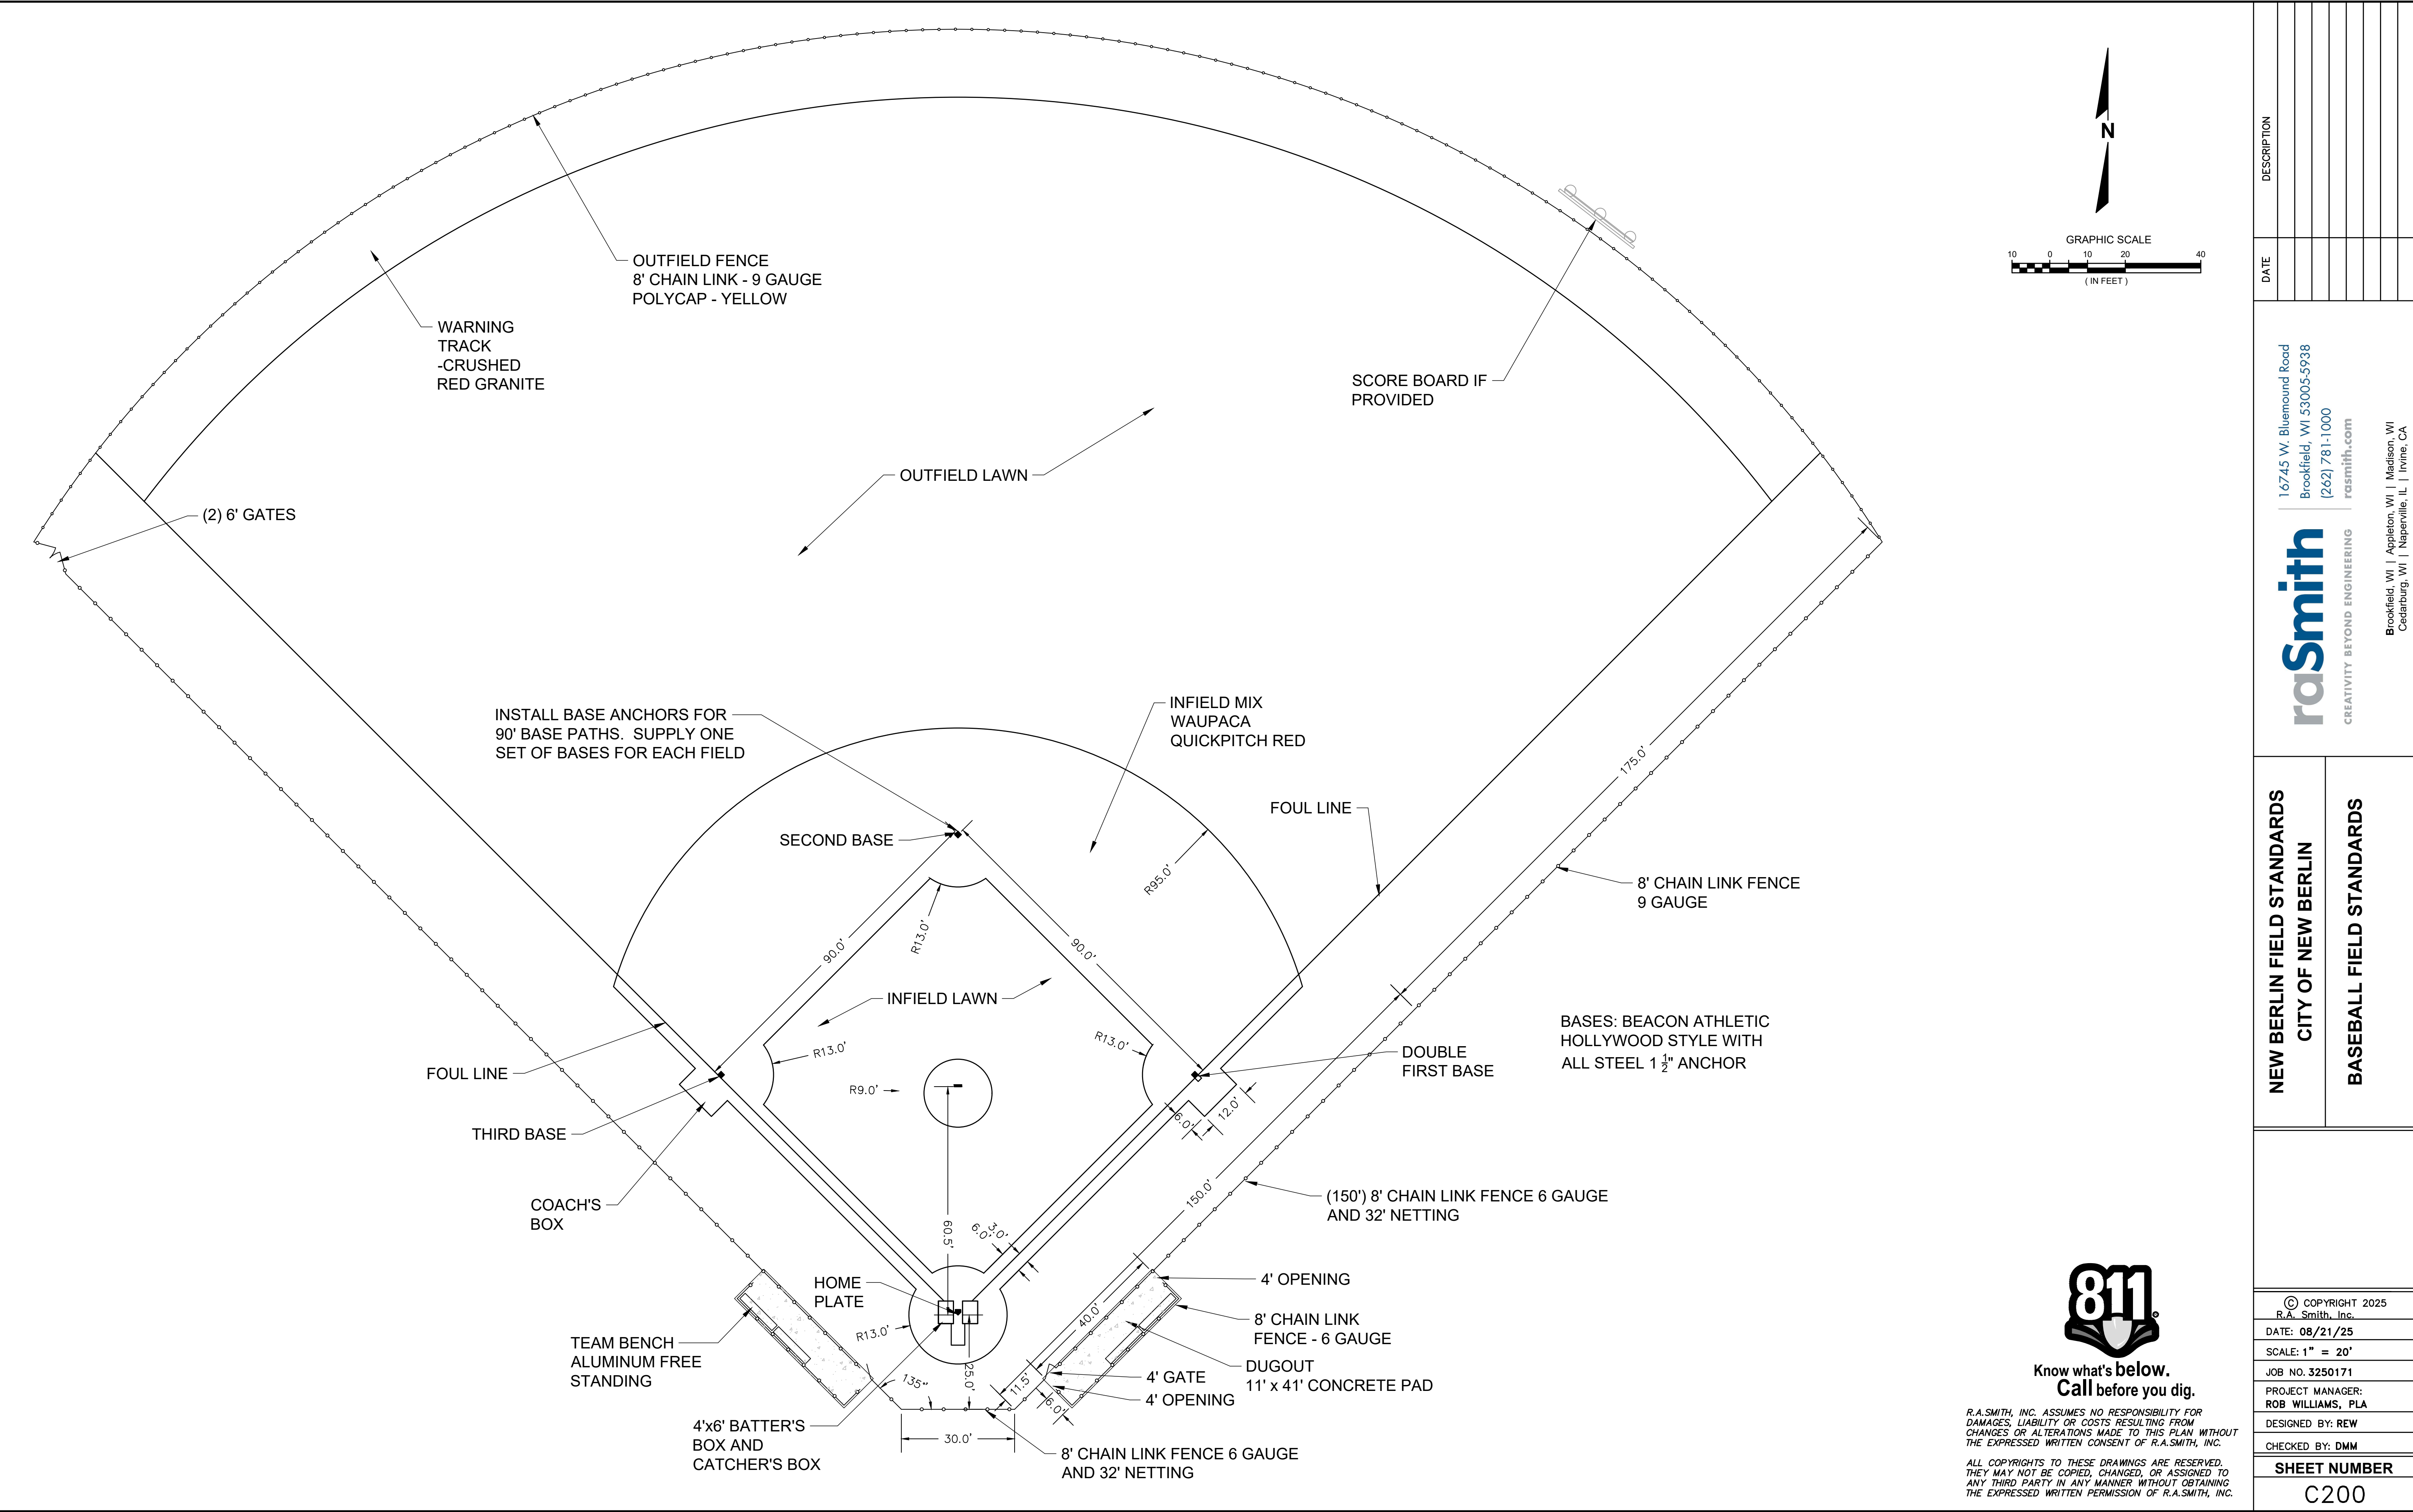 OUTFIELD FENCE
8' CHAIN LINK - 9 GAUGE
POLYCAP - YELLOW
WARNING
TRACK
-CRUSHED
RED GRANITE
SCORE BOARD IF
PROVIDED
OUTFIELD LAWN
(2) 6' GATES
INSTALL BASE ANCHORS FOR
90' BASE PATHS.  SUPPLY ONE
SET OF BASES FOR EACH FIELD
INFIELD MIX
WAUPACA
QUICKPITCH RED
175.0'
FOUL LINE
SECOND BASE
R95.0'
8' CHAIN LINK FENCE
9 GAUGE
90.0'
R13.0'
90.0'
INFIELD LAWN
BASES: BEACON ATHLETIC
HOLLYWOOD STYLE WITH
ALL STEEL 1 1/2" ANCHOR
R13.0'
R13.0'
DOUBLE
FIRST BASE
FOUL LINE
R9.0'
6.0'
12.0'
THIRD BASE
COACH'S
BOX
150.0'
(150') 8' CHAIN LINK FENCE 6 GAUGE
AND 32' NETTING
60.5'
6.0'
3.0'
HOME
PLATE
4' OPENING
40.0'
8' CHAIN LINK
FENCE - 6 GAUGE
R13.0'
TEAM BENCH
ALUMINUM FREE
STANDING
DUGOUT
11' x 41' CONCRETE PAD
4' GATE
4' OPENING
135°
25.0'
11.5'
6.0'
4'x6' BATTER'S
BOX AND
CATCHER'S BOX
30.0'
8' CHAIN LINK FENCE 6 GAUGE
AND 32' NETTING
N
GRAPHIC SCALE
10 0 10 20 40
( IN FEET )
811
Know what's below.
Call before you dig.
R.A.SMITH, INC. ASSUMES NO RESPONSIBILITY FOR
DAMAGES, LIABILITY OR COSTS RESULTING FROM
CHANGES OR ALTERATIONS MADE TO THIS PLAN WITHOUT
THE EXPRESSED WRITTEN CONSENT OF R.A.SMITH, INC.
ALL COPYRIGHTS TO THESE DRAWINGS ARE RESERVED.
THEY MAY NOT BE COPIED, CHANGED, OR ASSIGNED TO
ANY THIRD PARTY IN ANY MANNER WITHOUT OBTAINING
THE EXPRESSED WRITTEN PERMISSION OF R.A.SMITH, INC.
DESCRIPTION
DATE
16745 W. Bluemound Road
Brookfield, WI 53005-5938
(262) 781-1000
rasmith.com
raSmith
CREATIVITY BEYOND ENGINEERING
Brookfield, WI | Appleton, WI | Madison, WI
Cedarburg, WI | Naperville, IL | Irvine, CA
NEW BERLIN FIELD STANDARDS
CITY OF NEW BERLIN
BASEBALL FIELD STANDARDS
© COPYRIGHT 2025
R.A. Smith, Inc.
DATE: 08/21/25
SCALE: 1" = 20'
JOB NO. 3250171
PROJECT MANAGER:
ROB WILLIAMS, PLA
DESIGNED BY: REW
CHECKED BY: DMM
SHEET NUMBER
C200